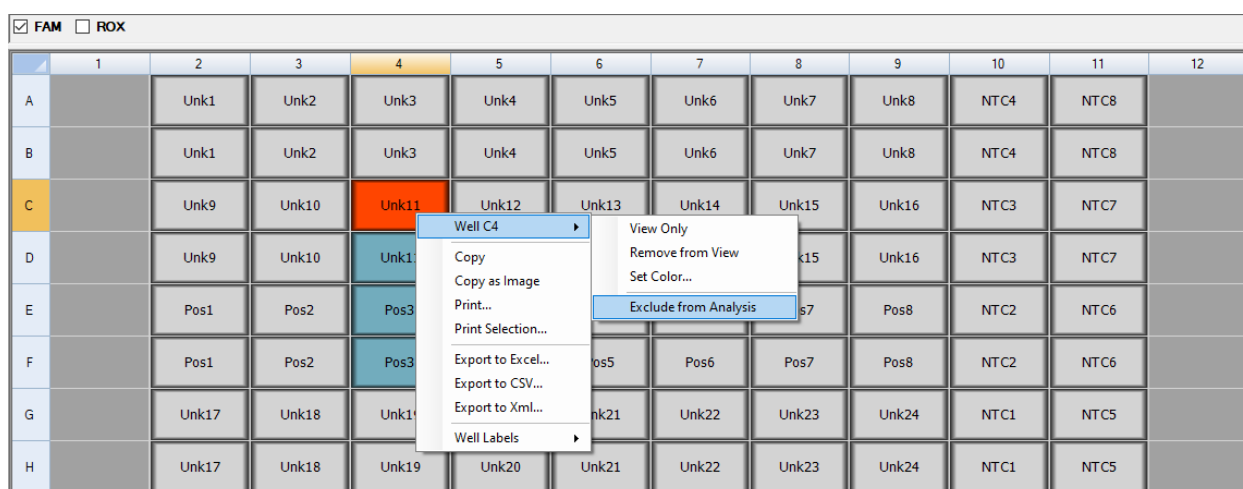 FAM ROX
1 2 3 4 5 6 7 8 9 10 11 12
A Unk1 Unk2 Unk3 Unk4 Unk5 Unk6 Unk7 Unk8 NTC4 NTC8
B Unk1 Unk2 Unk3 Unk4 Unk5 Unk6 Unk7 Unk8 NTC4 NTC8
C Unk9 Unk10 Unk11 Unk12 Unk13 Unk14 Unk15 Unk16 NTC3 NTC7
D Unk9 Unk10 Unk16 NTC3 NTC7
E Pos1 Pos2 Pos3 Pos8 NTC2 NTC6
F Pos1 Pos2 Pos3 Pos6 Pos7 Pos8 NTC2 NTC6
G Unk17 Unk18 Unk22 Unk23 Unk24 NTC1 NTC5
H Unk17 Unk18 Unk19 Unk20 Unk21 Unk22 Unk23 Unk24 NTC1 NTC5
Well C4
Copy
Copy as Image
Print...
Print Selection...
Export to Excel...
Export to CSV...
Export to Xml...
Well Labels
View Only
Remove from View
Set Color...
Exclude from Analysis